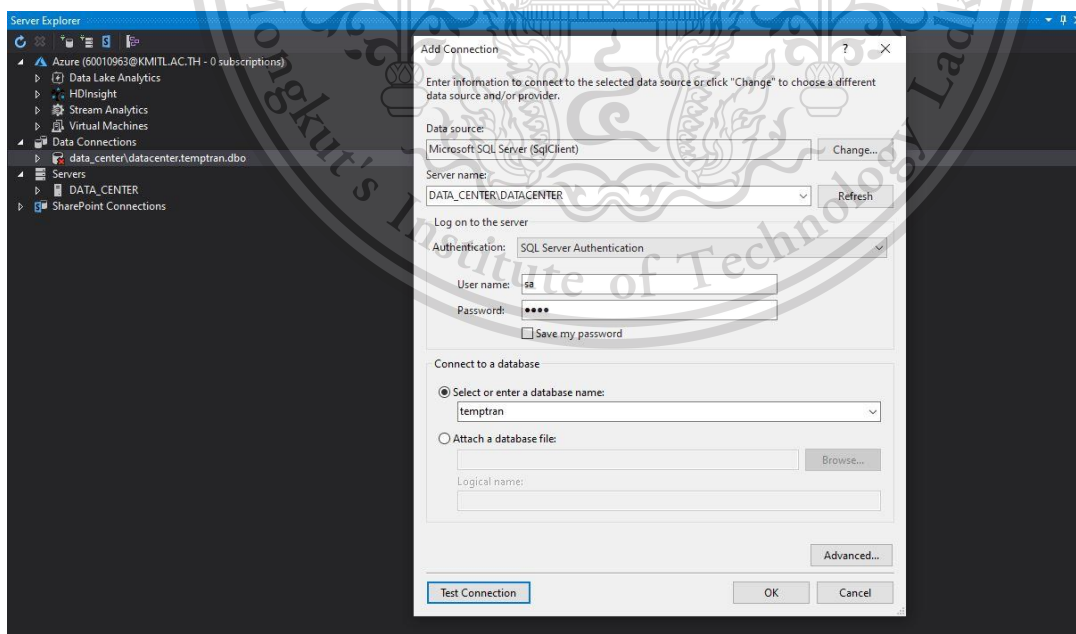 Server Explorer
Azure (60010963@KMITL.AC.TH - 0 subscriptions)
Data Lake Analytics
HDInsight
Stream Analytics
Virtual Machines
Data Connections
data_center\datacenter.temptran.dbo
Servers
DATA_CENTER
SharePoint Connections
Add Connection
Enter information to connect to the selected data source or click "Change" to choose a different
data source and/or provider.
Data source:
Microsoft SQL Server (SqlClient)
Change...
Server name:
DATA_CENTER\DATACENTER
Refresh
Log on to the server
Authentication: SQL Server Authentication
User name: sa
Password: ••••
Save my password
Connect to a database
Select or enter a database name:
temptran
Attach a database file:
Browse...
Logical name:
Advanced...
Test Connection
OK
Cancel
ongkut's Institute of Technology Lad